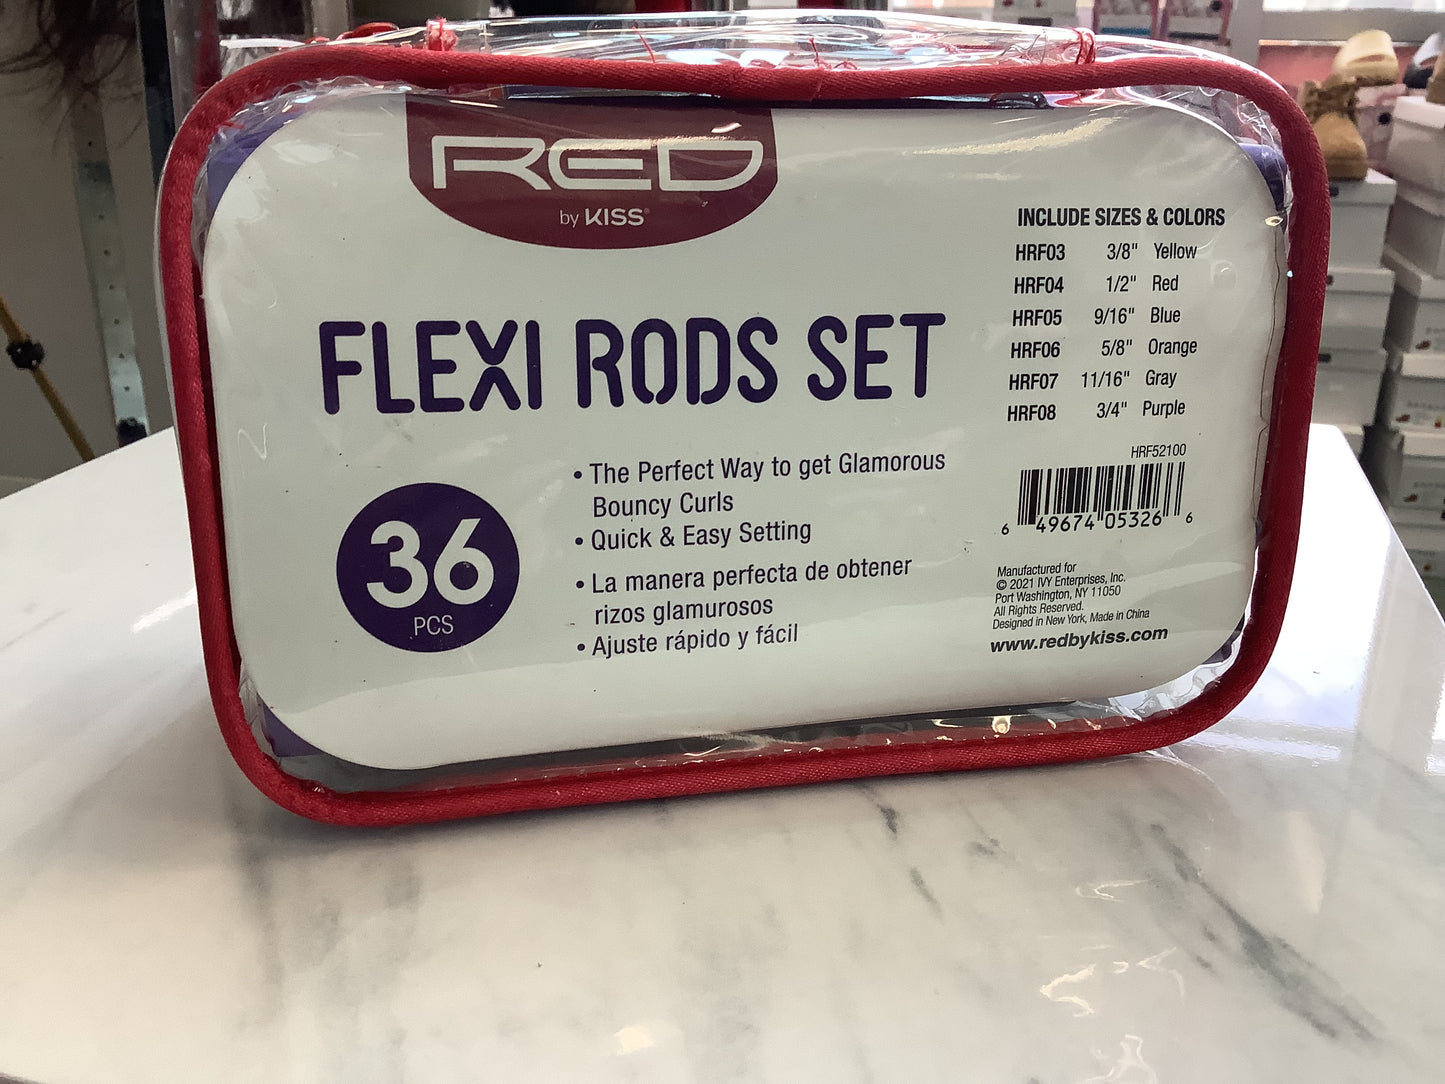 RED
by KISS®
FLEXI RODS SET
36
PCS
• The Perfect Way to get Glamorous
Bouncy Curls
• Quick & Easy Setting
• La manera perfecta de obtener
rizos glamurosos
• Ajuste rápido y fácil
INCLUDE SIZES & COLORS
HRF03 3/8" Yellow
HRF04 1/2" Red
HRF05 9/16" Blue
HRF06 5/8" Orange
HRF07 11/16" Gray
HRF08 3/4" Purple
HRF52100
6 49674 05326 6
Manufactured for
© 2021 IVY Enterprises, Inc.
Port Washington, NY 11050
All Rights Reserved.
Designed in New York, Made in China
www.redbykiss.com